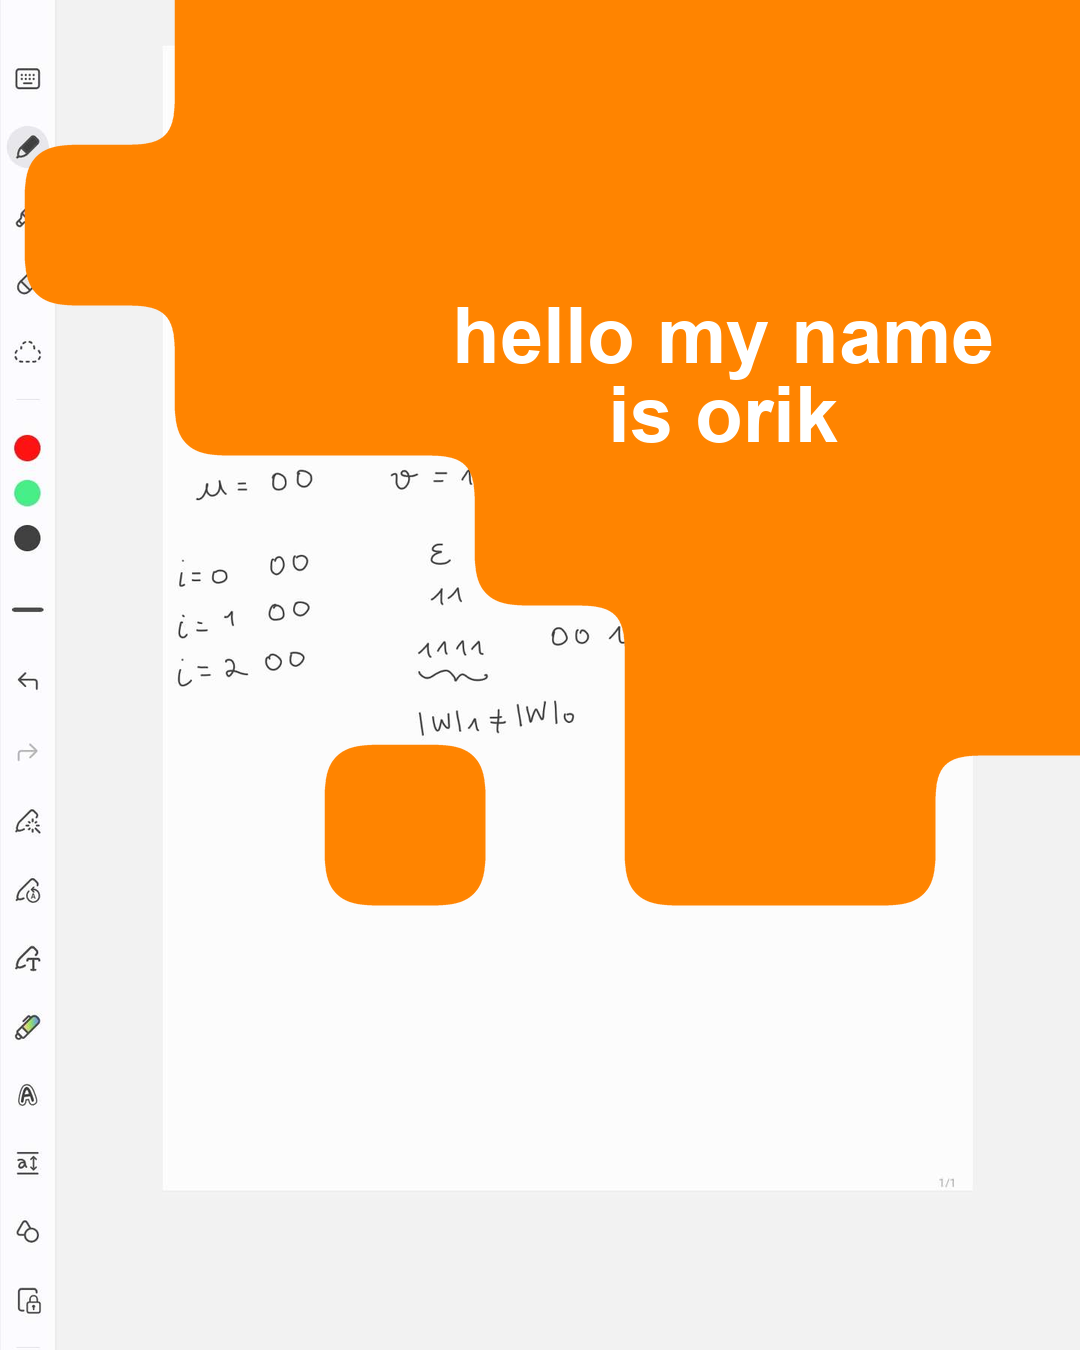 hello my name
is orik
u = 00 v = 1
i=0 00 ε
i=1 00 11
i=2 00 1111 00 1
|W|1 ≠ |W|0
1/1